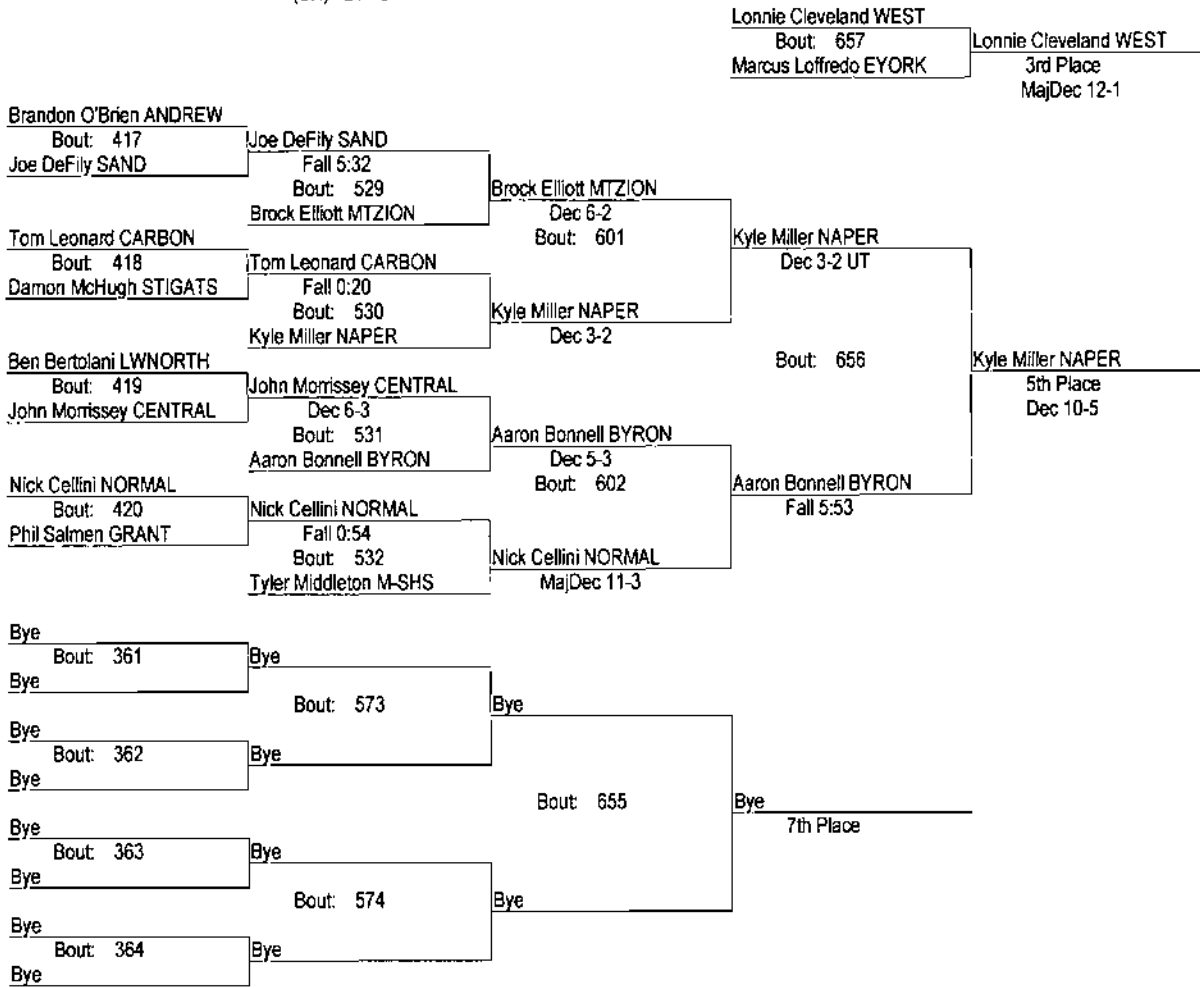 Lonnie Cleveland WEST
Bout: 657
Marcus Loffredo EYORK
Lonnie Cleveland WEST
3rd Place
MajDec 12-1
Brandon O'Brien ANDREW
Bout: 417
Joe DeFily SAND
Joe DeFily SAND
Fall 5:32
Bout: 529
Brock Elliott MTZION
Brock Elliott MTZION
Dec 6-2
Bout: 601
Tom Leonard CARBON
Bout: 418
Damon McHugh STIGATS
Tom Leonard CARBON
Fall 0:20
Bout: 530
Kyle Miller NAPER
Kyle Miller NAPER
Dec 3-2
Kyle Miller NAPER
Dec 3-2 UT
Bout: 656
Kyle Miller NAPER
5th Place
Dec 10-5
Ben Bertolani LWNORTH
Bout: 419
John Morrissey CENTRAL
John Morrissey CENTRAL
Dec 6-3
Bout: 531
Aaron Bonnell BYRON
Aaron Bonnell BYRON
Dec 5-3
Bout: 602
Aaron Bonnell BYRON
Fall 5:53
Nick Cellini NORMAL
Bout: 420
Phil Salmen GRANT
Nick Cellini NORMAL
Fall 0:54
Bout: 532
Tyler Middleton M-SHS
Nick Cellini NORMAL
MajDec 11-3
Bye
Bout: 361
Bye
Bye
Bout: 573
Bye
Bye
Bout: 362
Bye
Bye
Bout: 655
Bye
7th Place
Bye
Bout: 363
Bye
Bye
Bout: 574
Bye
Bye
Bout: 364
Bye
Bye